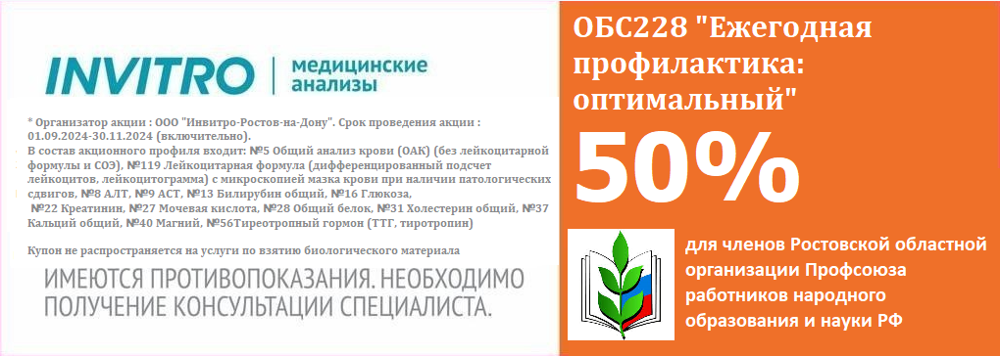 INVITRO
медицинские
анализы
* Организатор акции : ООО "Инвитро-Ростов-на-Дону". Срок проведения акции :
01.09.2024-30.11.2024 (включительно).
В состав акционного профиля входит: №5 Общий анализ крови (ОАК) (без лейкоцитарной
формулы и СОЭ), №119 Лейкоцитарная формула (дифференцированный подсчет
лейкоцитов, лейкоцитограмма) с микроскопией мазка крови при наличии патологических
сдвигов, №8 АЛТ, №9 АСТ, №13 Билирубин общий, №16 Глюкоза,
№22 Креатинин, №27 Мочевая кислота, №28 Общий белок, №31 Холестерин общий, №37
Кальций общий, №40 Магний, №56Тиреотропный гормон (ТТГ, тиротропин)
Купон не распространяется на услуги по взятию биологического материала
ИМЕЮТСЯ ПРОТИВОПОКАЗАНИЯ. НЕОБХОДИМО
ПОЛУЧЕНИЕ КОНСУЛЬТАЦИИ СПЕЦИАЛИСТА.
ОБС228 "Ежегодная
профилактика:
оптимальный"
50%
для членов Ростовской областной
организации Профсоюза
работников народного
образования и науки РФ